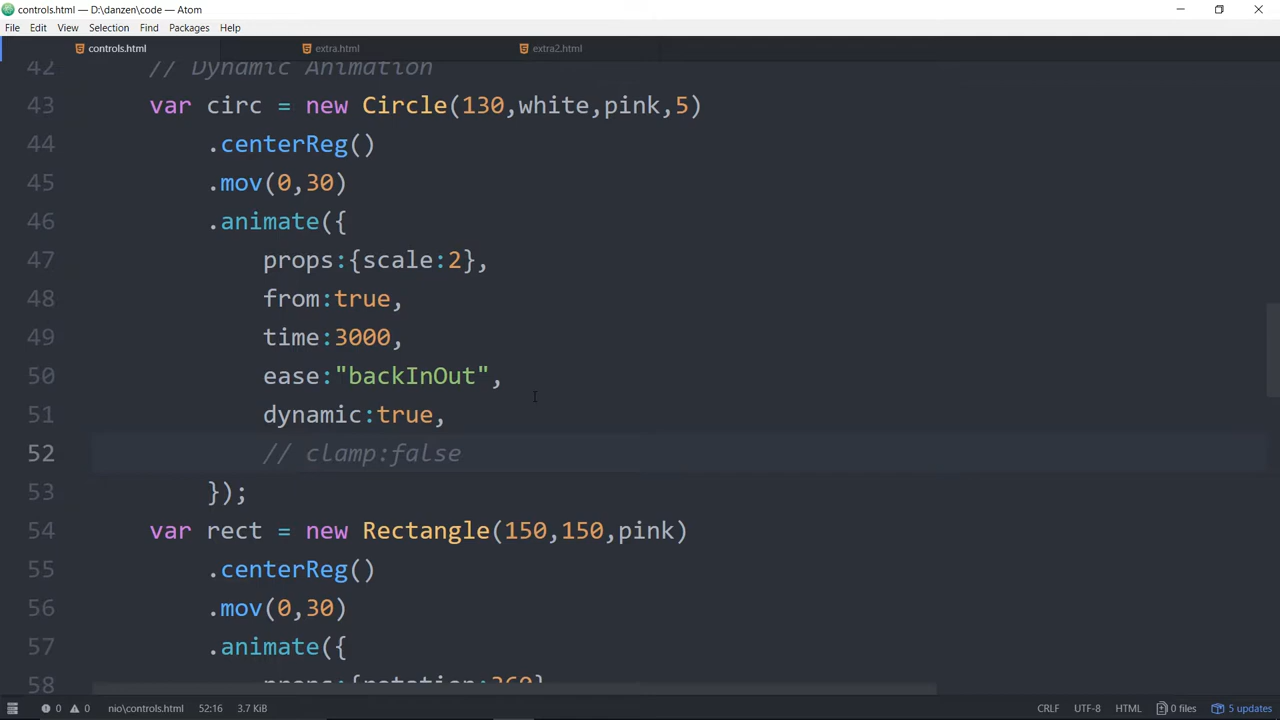 controls.html — D:\danzen\code — Atom
File Edit View Selection Find Packages Help
controls.html extra.html extra2.html
42 // Dynamic Animation
43 var circ = new Circle(130,white,pink,5)
44 .centerReg()
45 .mov(0,30)
46 .animate({
47 props:{scale:2},
48 from:true,
49 time:3000,
50 ease:"backInOut",
51 dynamic:true,
52 // clamp:false
53 });
54 var rect = new Rectangle(150,150,pink)
55 .centerReg()
56 .mov(0,30)
57 .animate({
58 props:{rotation:360}
0 0 nio\controls.html 52:16 3.7 KiB CRLF UTF-8 HTML 0 files 5 updates